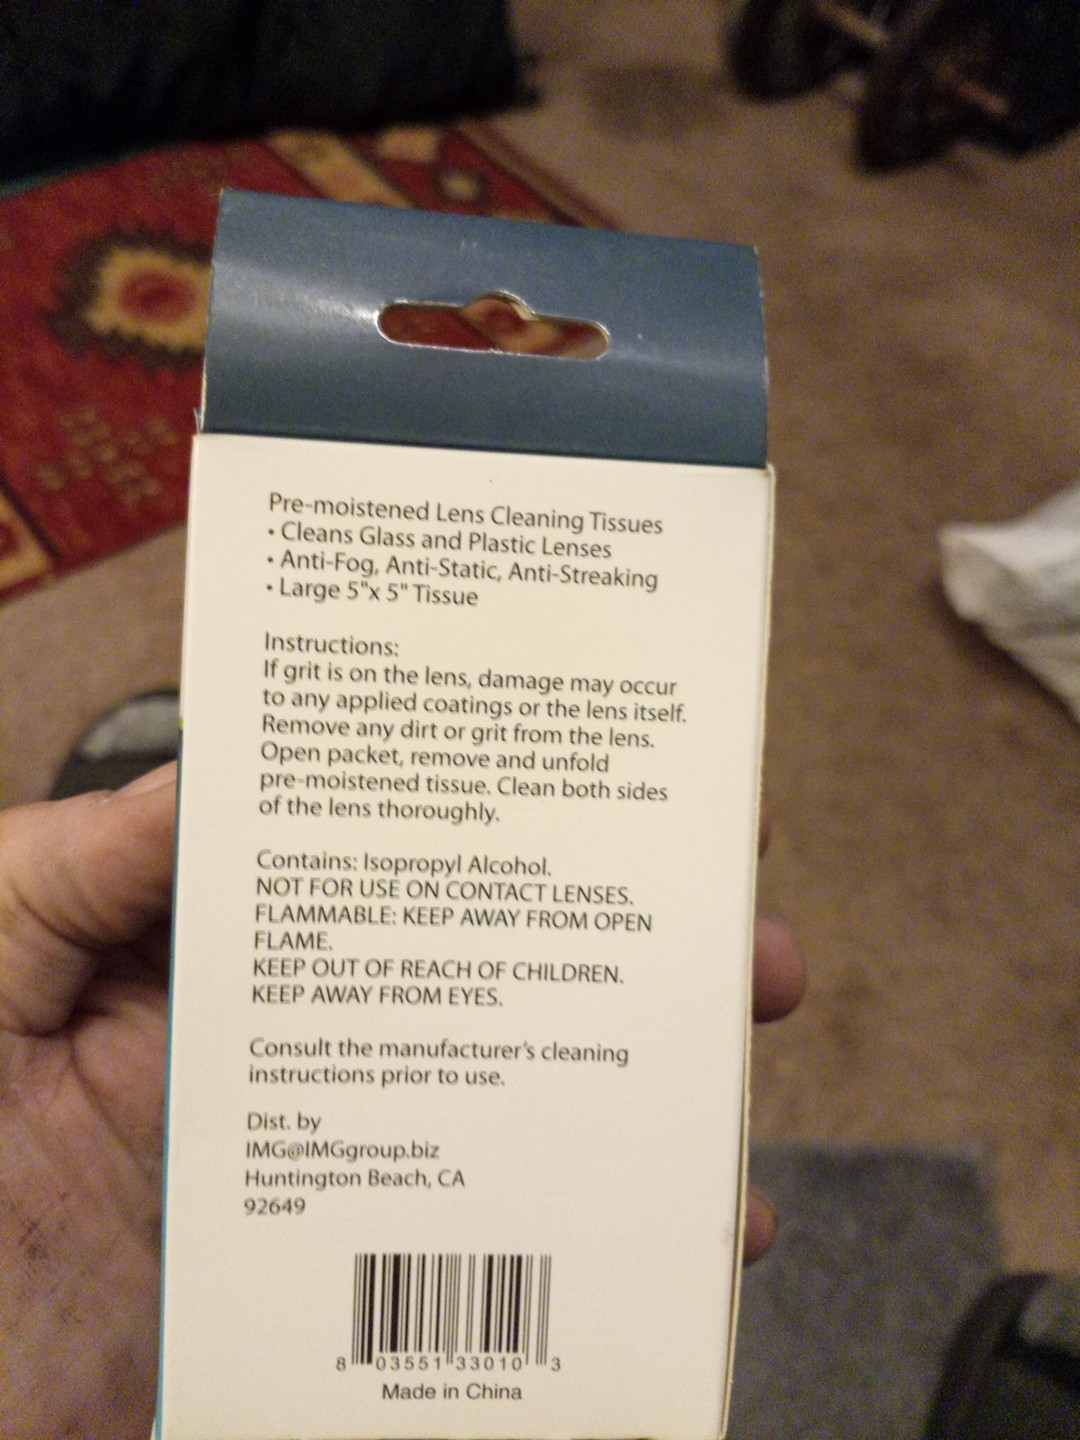 Pre-moistened Lens Cleaning Tissues
• Cleans Glass and Plastic Lenses
• Anti-Fog, Anti-Static, Anti-Streaking
• Large 5"x 5" Tissue
Instructions:
If grit is on the lens, damage may occur
to any applied coatings or the lens itself.
Remove any dirt or grit from the lens.
Open packet, remove and unfold
pre-moistened tissue. Clean both sides
of the lens thoroughly.
Contains: Isopropyl Alcohol.
NOT FOR USE ON CONTACT LENSES.
FLAMMABLE: KEEP AWAY FROM OPEN
FLAME.
KEEP OUT OF REACH OF CHILDREN.
KEEP AWAY FROM EYES.
Consult the manufacturer's cleaning
instructions prior to use.
Dist. by
IMG@IMGgroup.biz
Huntington Beach, CA
92649
8 03551 33010 3
Made in China